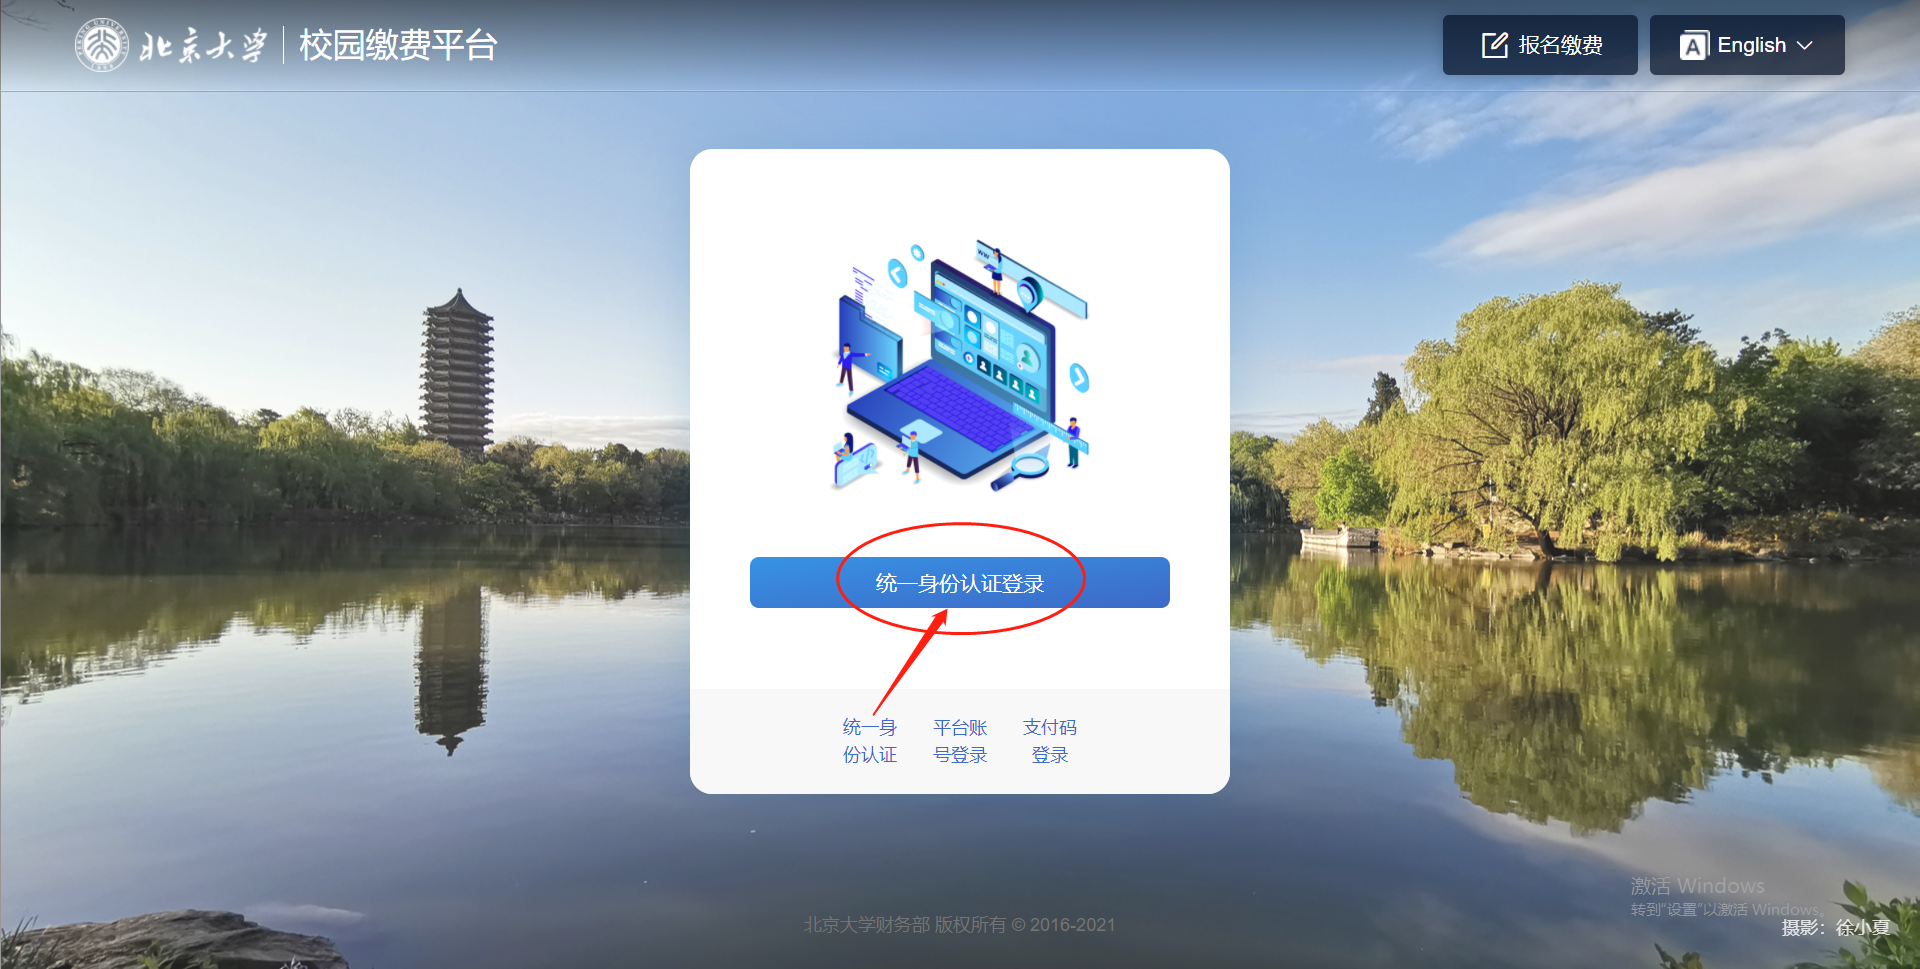 北京大学
校园缴费平台
报名缴费
English
统一身份认证登录
统一身
份认证
平台账
号登录
支付码
登录
激活 Windows
转到"设置"以激活 Windows。
摄影：徐小夏
北京大学财务部 版权所有 © 2016-2021